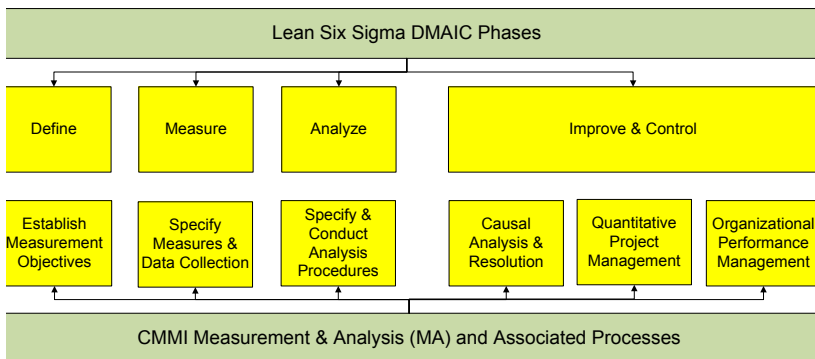 Lean Six Sigma DMAIC Phases
Define
Measure
Analyze
Improve & Control
Establish
Measurement
Objectives
Specify
Measures &
Data Collection
Specify &
Conduct
Analysis
Procedures
Causal
Analysis &
Resolution
Quantitative
Project
Management
Organizational
Performance
Management
CMMI Measurement & Analysis (MA) and Associated Processes